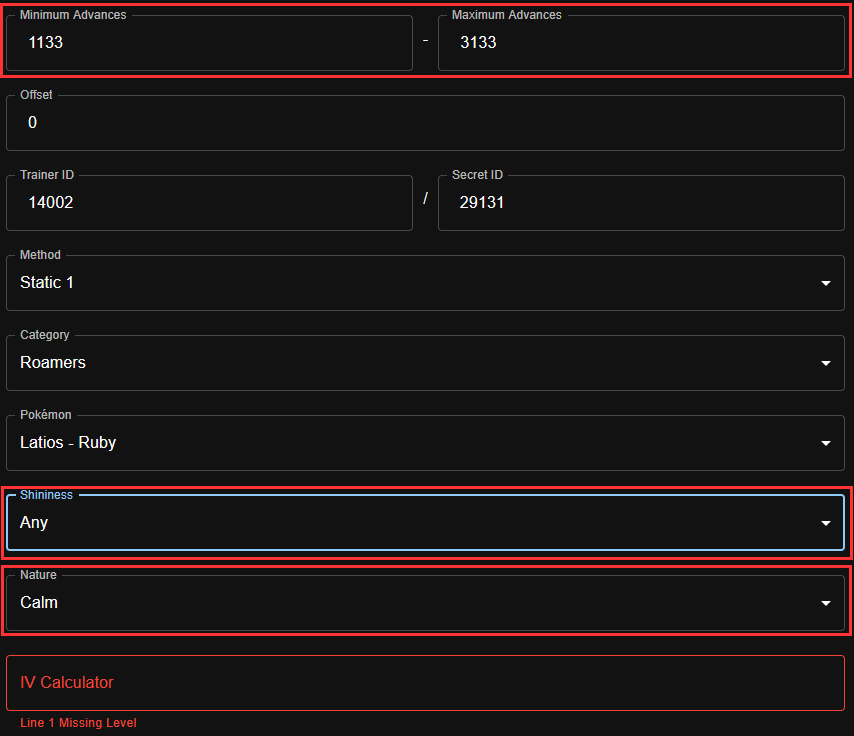 Minimum Advances
1133
-
Maximum Advances
3133
Offset
0
Trainer ID
14002
/
Secret ID
29131
Method
Static 1
Category
Roamers
Pokémon
Latios - Ruby
Shininess
Any
Nature
Calm
IV Calculator
Line 1 Missing Level